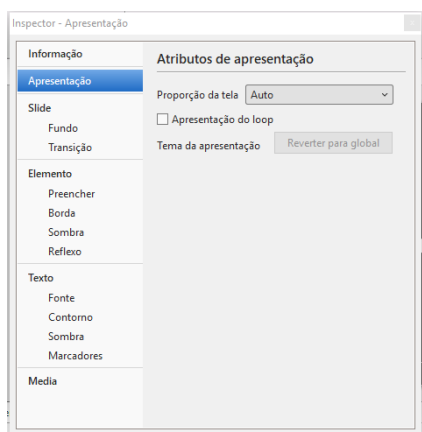 Inspector - Apresentação
Informação
Apresentação
Slide
Fundo
Transição
Elemento
Preencher
Borda
Sombra
Reflexo
Texto
Fonte
Contorno
Sombra
Marcadores
Media
Atributos de apresentação
Proporção da tela Auto
Apresentação do loop
Tema da apresentação Reverter para global